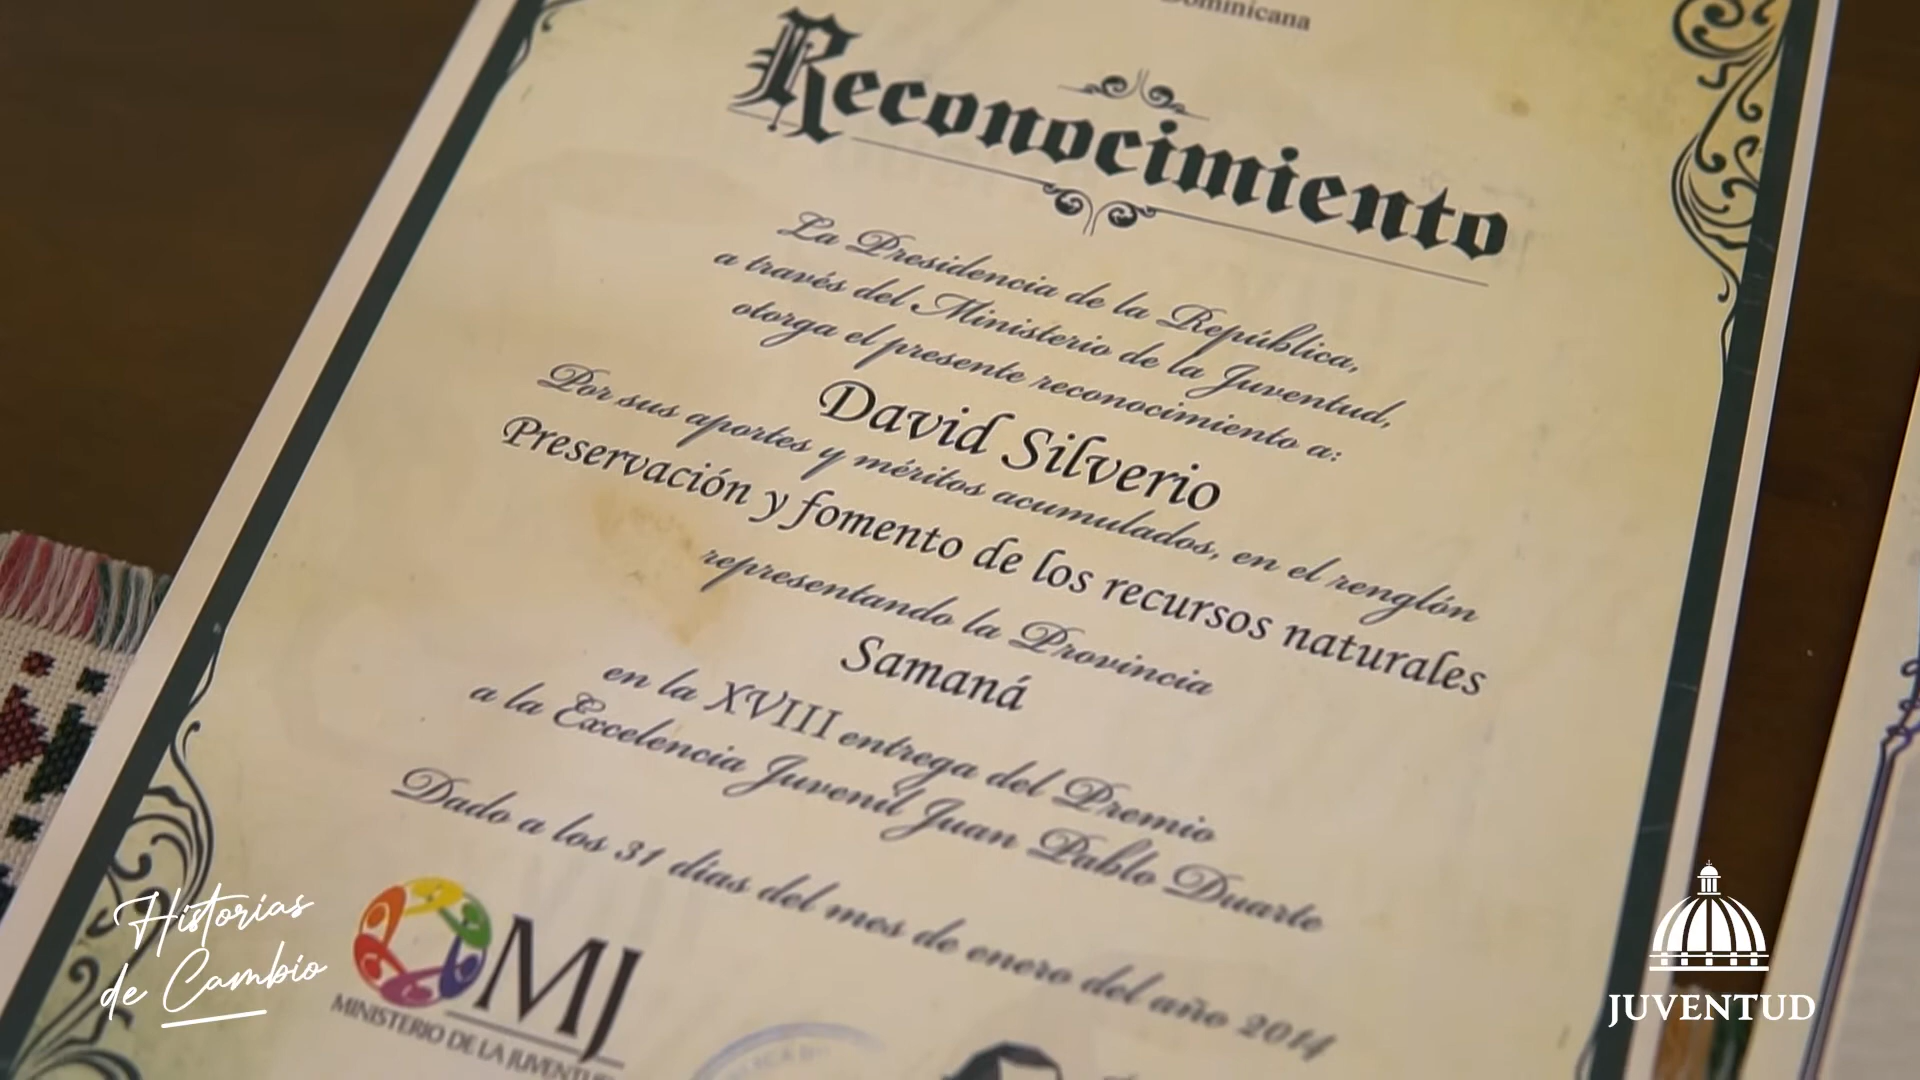 Dominicana
Reconocimiento
La Presidencia de la República,
a través del Ministerio de la Juventud,
otorga el presente reconocimiento a:
David Silverio
Por sus aportes y méritos acumulados, en el renglón
Preservación y fomento de los recursos naturales
representando la Provincia
Samaná
en la XVIII entrega del Premio
a la Excelencia Juvenil Juan Pablo Duarte
Dado a los 31 días del mes de enero del año 2014
MJ
MINISTERIO DE LA JUVENTUD
Historias
de Cambio
JUVENTUD